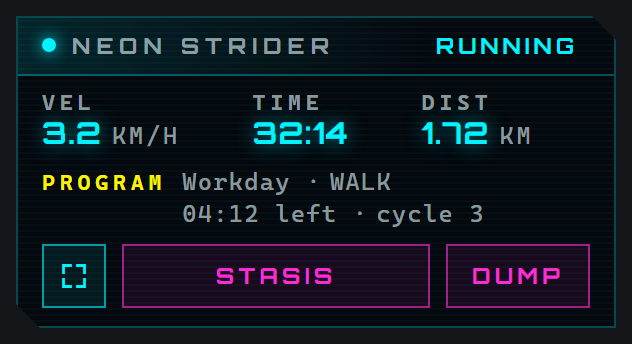 NEON STRIDER RUNNING
VEL TIME DIST
3.2 KM/H 32:14 1.72 KM
PROGRAM Workday · WALK
04:12 left · cycle 3
STASIS DUMP